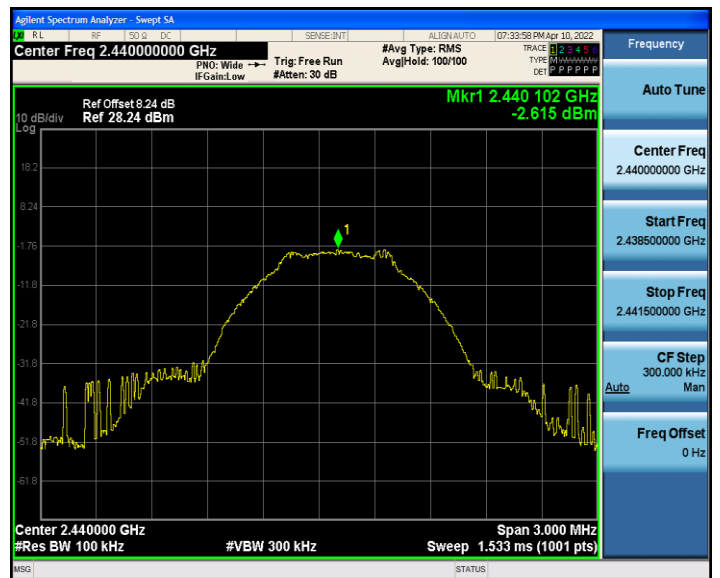 Agilent Spectrum Analyzer - Swept SA
LXI RL RF 50 Ω DC SENSE:INT ALIGN AUTO 07:33:58 PM Apr 10, 2022
Center Freq 2.440000000 GHz
PNO: Wide
IFGain:Low
Trig: Free Run
#Atten: 30 dB
#Avg Type: RMS
Avg|Hold: 100/100
TRACE 1 2 3 4 5 6
TYPE M W W W W W
DET P P P P P P
Frequency
Auto Tune
Center Freq
2.440000000 GHz
Start Freq
2.438500000 GHz
Stop Freq
2.441500000 GHz
CF Step
300.000 kHz
Auto Man
Freq Offset
0 Hz
Mkr1 2.440 102 GHz
-2.615 dBm
Ref Offset 8.24 dB
10 dB/div Ref 28.24 dBm
Log
18.2
8.24
-1.76
-11.8
-21.8
-31.8
-41.8
-51.8
-61.8
1
Center 2.440000 GHz Span 3.000 MHz
#Res BW 100 kHz #VBW 300 kHz Sweep 1.533 ms (1001 pts)
MSG STATUS